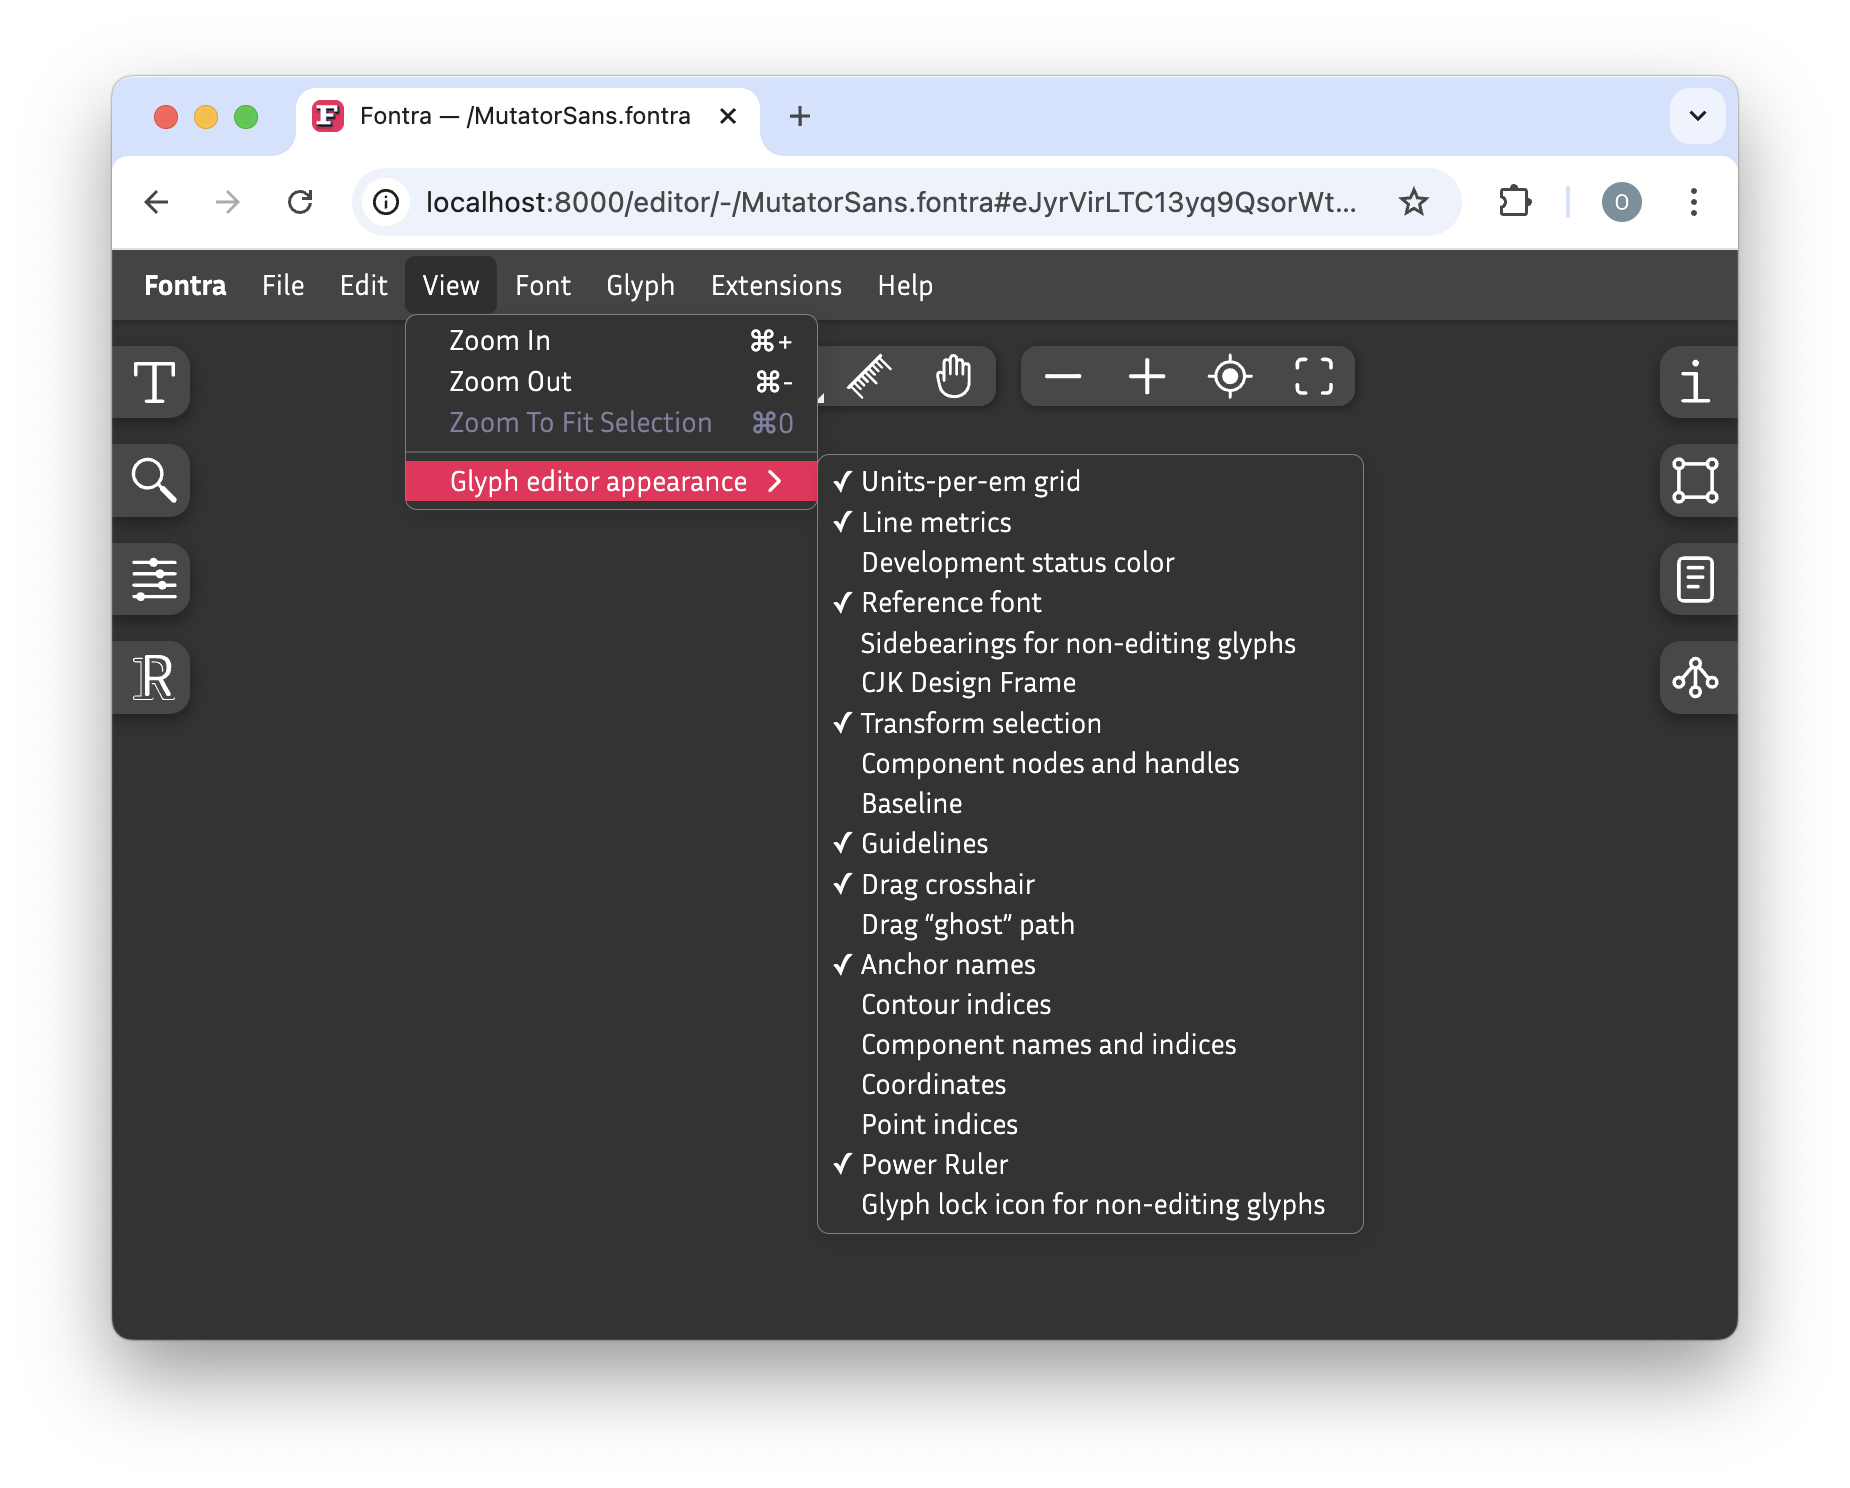 Fontra — /MutatorSans.fontra
localhost:8000/editor/-/MutatorSans.fontra#eJyrVirLTC13yq9QsorWt...
O
Fontra File Edit View Font Glyph Extensions Help
Zoom In ⌘+
Zoom Out ⌘-
Zoom To Fit Selection ⌘0
Glyph editor appearance
✓ Units-per-em grid
✓ Line metrics
Development status color
✓ Reference font
Sidebearings for non-editing glyphs
CJK Design Frame
✓ Transform selection
Component nodes and handles
Baseline
✓ Guidelines
✓ Drag crosshair
Drag “ghost” path
✓ Anchor names
Contour indices
Component names and indices
Coordinates
Point indices
✓ Power Ruler
Glyph lock icon for non-editing glyphs